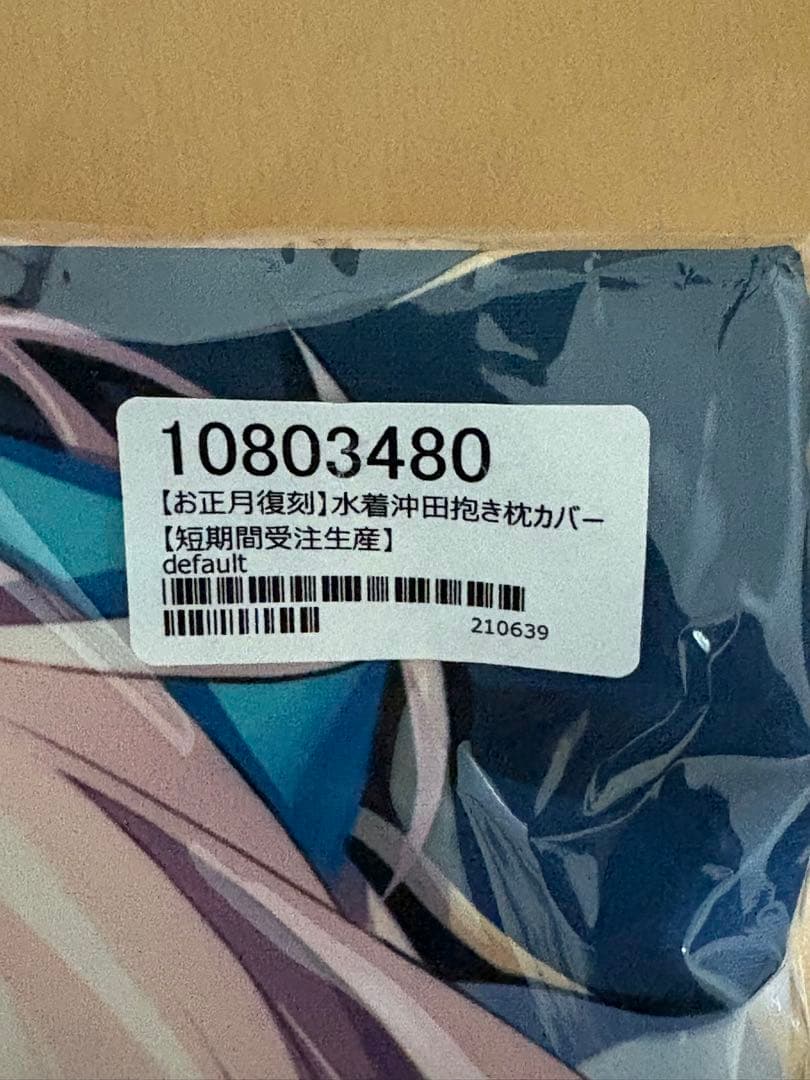 10803480
【お正月復刻】水着沖田抱き枕カバー
【短期間受注生産】
default
210639